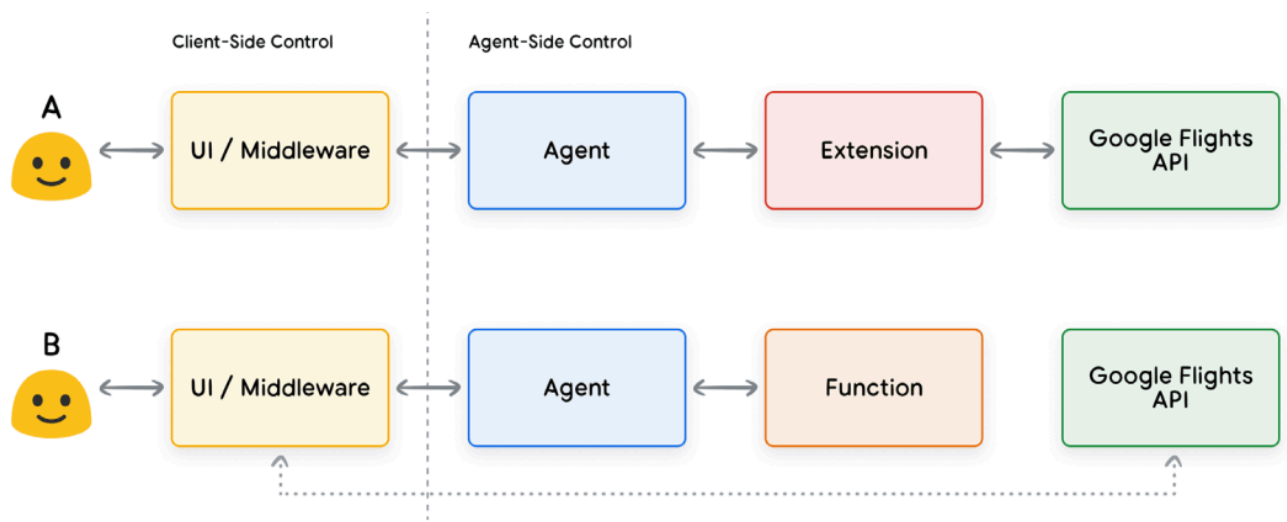 Client-Side Control
Agent-Side Control
A
UI / Middleware
Agent
Extension
Google Flights
API
B
UI / Middleware
Agent
Function
Google Flights
API